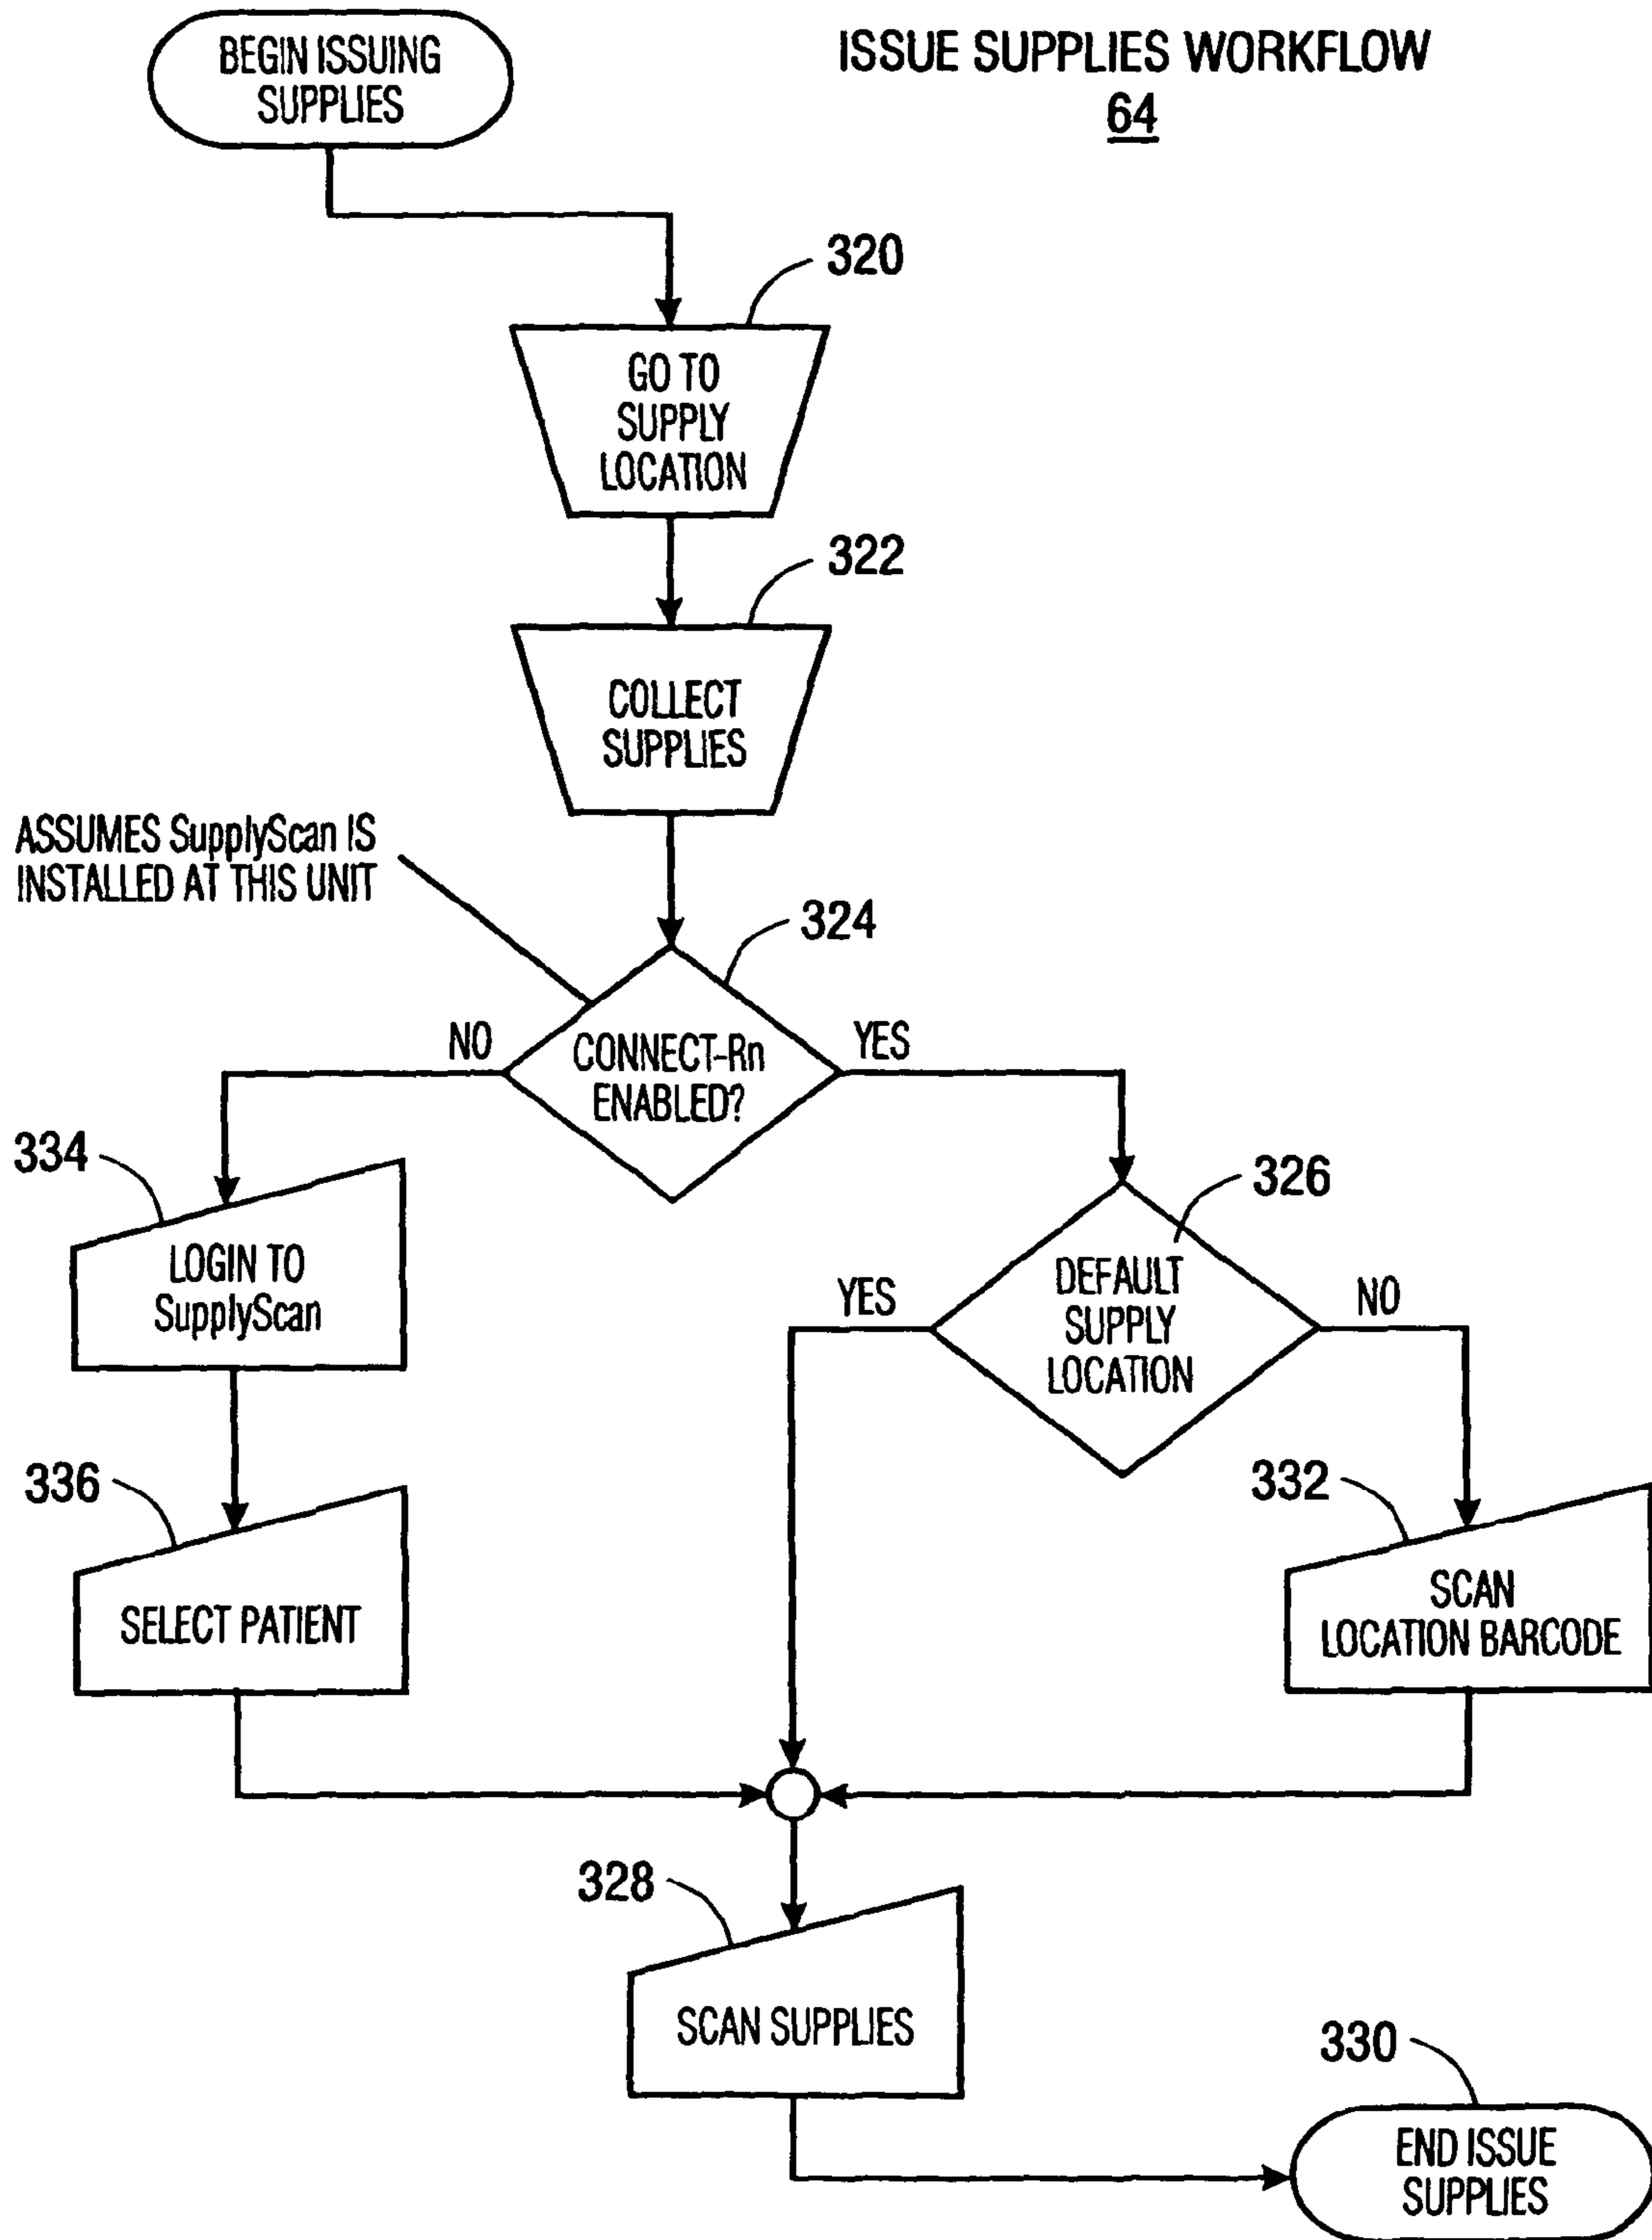 BEGIN ISSUING
SUPPLIES
ISSUE SUPPLIES WORKFLOW
64
320
GO TO
SUPPLY
LOCATION
322
COLLECT
SUPPLIES
ASSUMES SupplyScan IS
INSTALLED AT THIS UNIT
324
NO
CONNECT-Rn
ENABLED?
YES
334
LOGIN TO
SupplyScan
326
YES
DEFAULT
SUPPLY
LOCATION
NO
336
SELECT PATIENT
332
SCAN
LOCATION BARCODE
328
SCAN SUPPLIES
330
END ISSUE
SUPPLIES